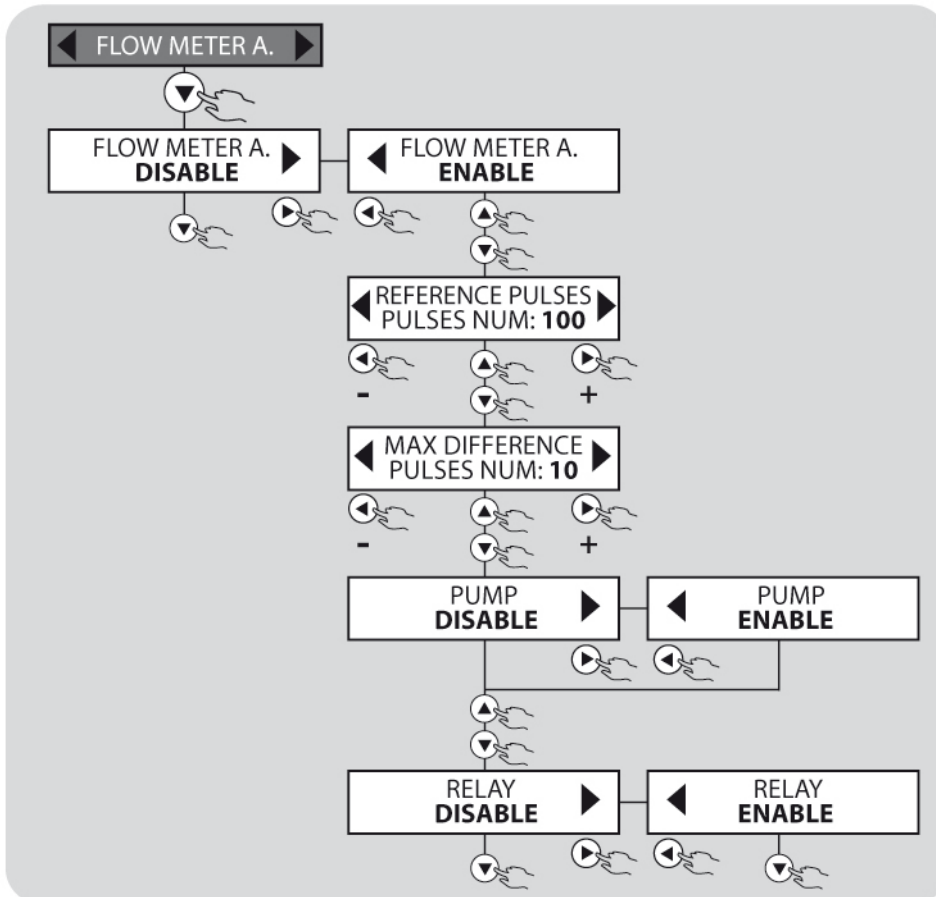 FLOW METER A.
FLOW METER A.
DISABLE
FLOW METER A.
ENABLE
REFERENCE PULSES
PULSES NUM: 100
-
+
MAX DIFFERENCE
PULSES NUM: 10
-
+
PUMP
DISABLE
PUMP
ENABLE
RELAY
DISABLE
RELAY
ENABLE